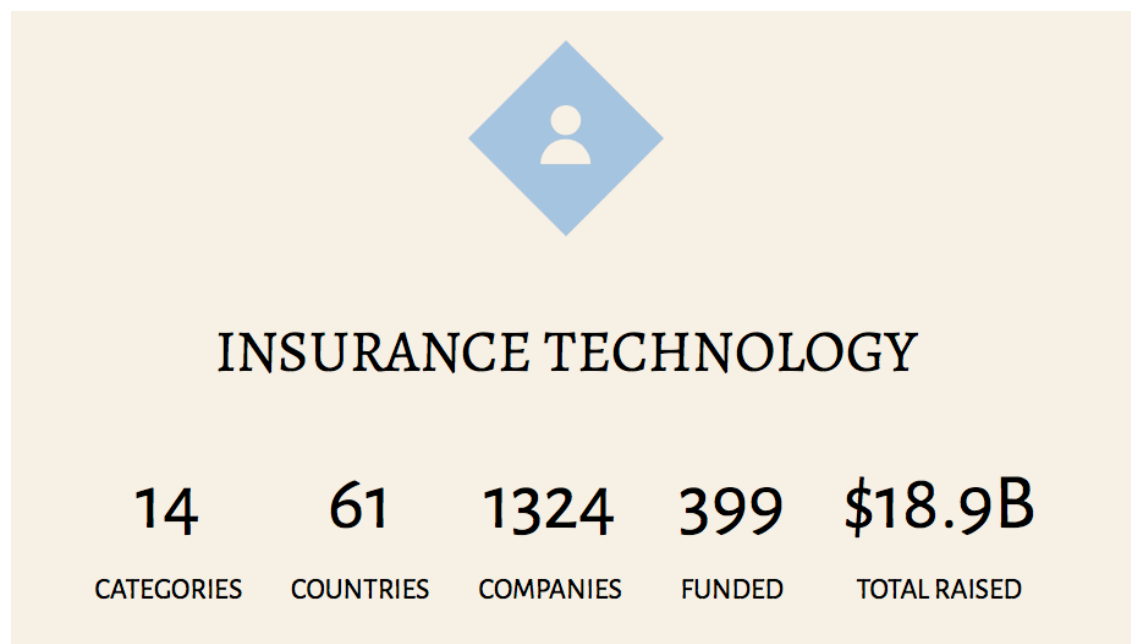 INSURANCE TECHNOLOGY
14 61 1324 399 $18.9B
CATEGORIES COUNTRIES COMPANIES FUNDED TOTAL RAISED